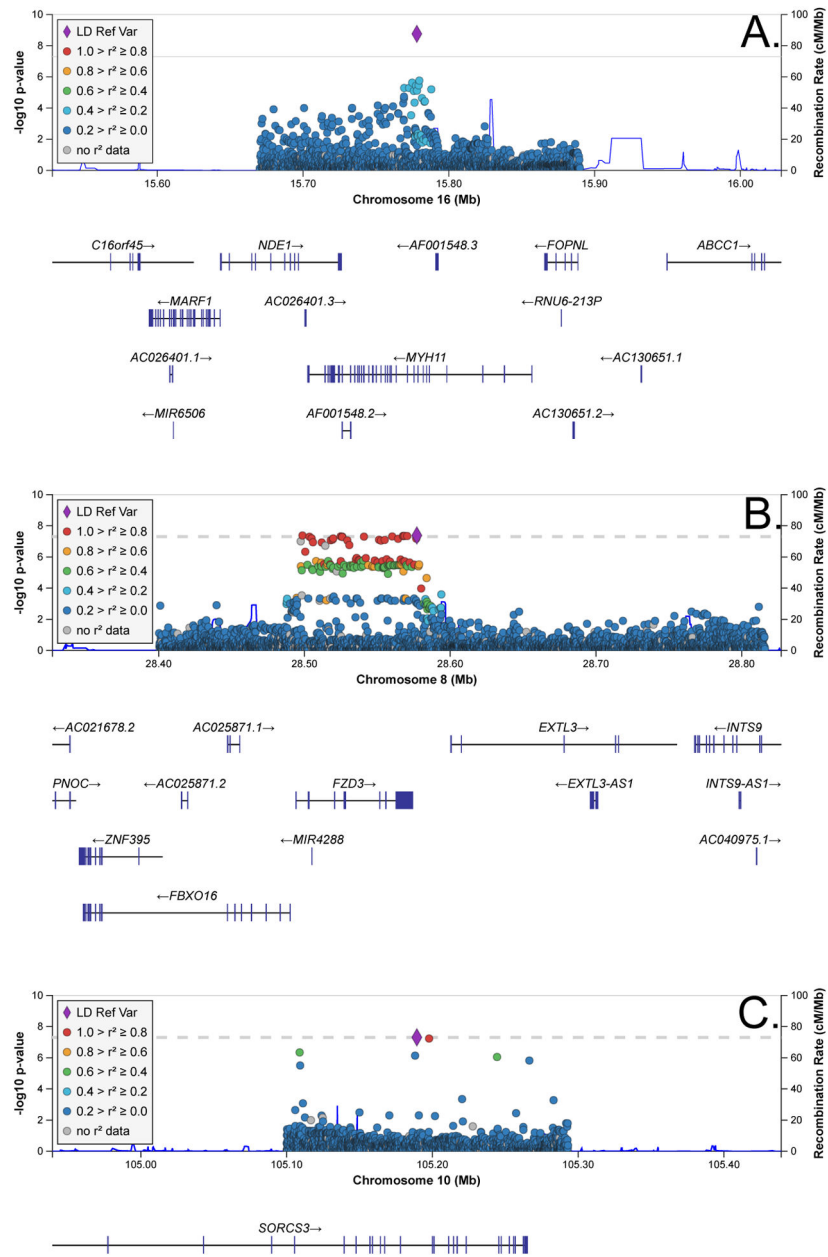 A.
-log10 p-value
Recombination Rate (cM/Mb)
10
8
6
4
2
0
100
80
60
40
20
0
LD Ref Var
1.0 > r² ≥ 0.8
0.8 > r² ≥ 0.6
0.6 > r² ≥ 0.4
0.4 > r² ≥ 0.2
0.2 > r² ≥ 0.0
no r² data
15.60 15.70 15.80 15.90 16.00
Chromosome 16 (Mb)
C16orf45→ NDE1→ ←AF001548.3 ←FOPNL ABCC1→
←MARF1 AC026401.3→ ←RNU6-213P
AC026401.1→ ←MYH11 ←AC130651.1
←MIR6506 AF001548.2→ AC130651.2→
B.
-log10 p-value
Recombination Rate (cM/Mb)
10
8
6
4
2
0
100
80
60
40
20
0
LD Ref Var
1.0 > r² ≥ 0.8
0.8 > r² ≥ 0.6
0.6 > r² ≥ 0.4
0.4 > r² ≥ 0.2
0.2 > r² ≥ 0.0
no r² data
28.40 28.50 28.60 28.70 28.80
Chromosome 8 (Mb)
←AC021678.2 AC025871.1→ EXTL3→ ←INTS9
PNOC→ ←AC025871.2 FZD3→ ←EXTL3-AS1 INTS9-AS1→
←ZNF395 ←MIR4288 AC040975.1→
←FBXO16
C.
-log10 p-value
Recombination Rate (cM/Mb)
10
8
6
4
2
0
100
80
60
40
20
0
LD Ref Var
1.0 > r² ≥ 0.8
0.8 > r² ≥ 0.6
0.6 > r² ≥ 0.4
0.4 > r² ≥ 0.2
0.2 > r² ≥ 0.0
no r² data
105.00 105.10 105.20 105.30 105.40
Chromosome 10 (Mb)
SORCS3→